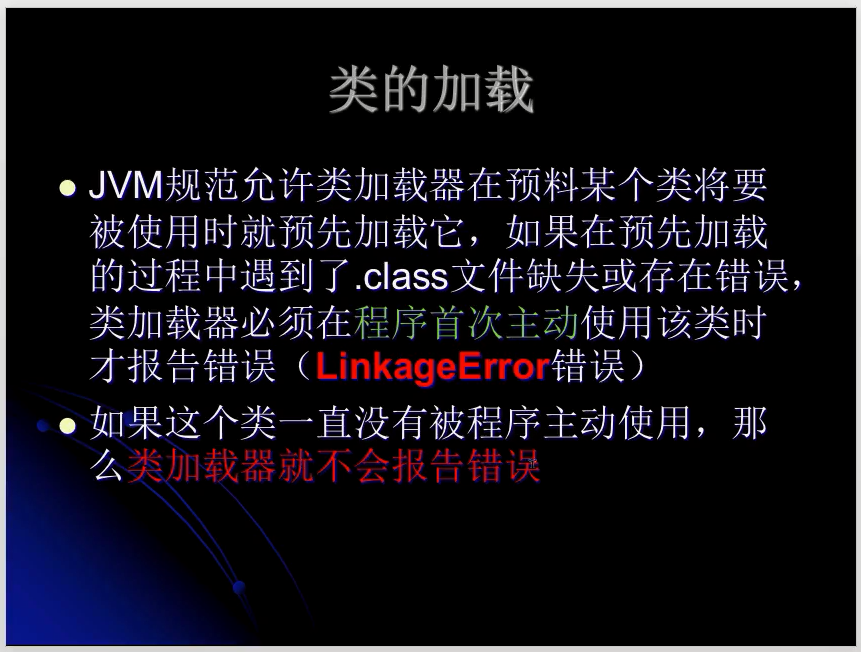 类的加载
JVM规范允许类加载器在预料某个类将要
被使用时就预先加载它，如果在预先加载
的过程中遇到了.class文件缺失或存在错误，
类加载器必须在程序首次主动使用该类时
才报告错误（LinkageError错误）
如果这个类一直没有被程序主动使用，那
么类加载器就不会报告错误